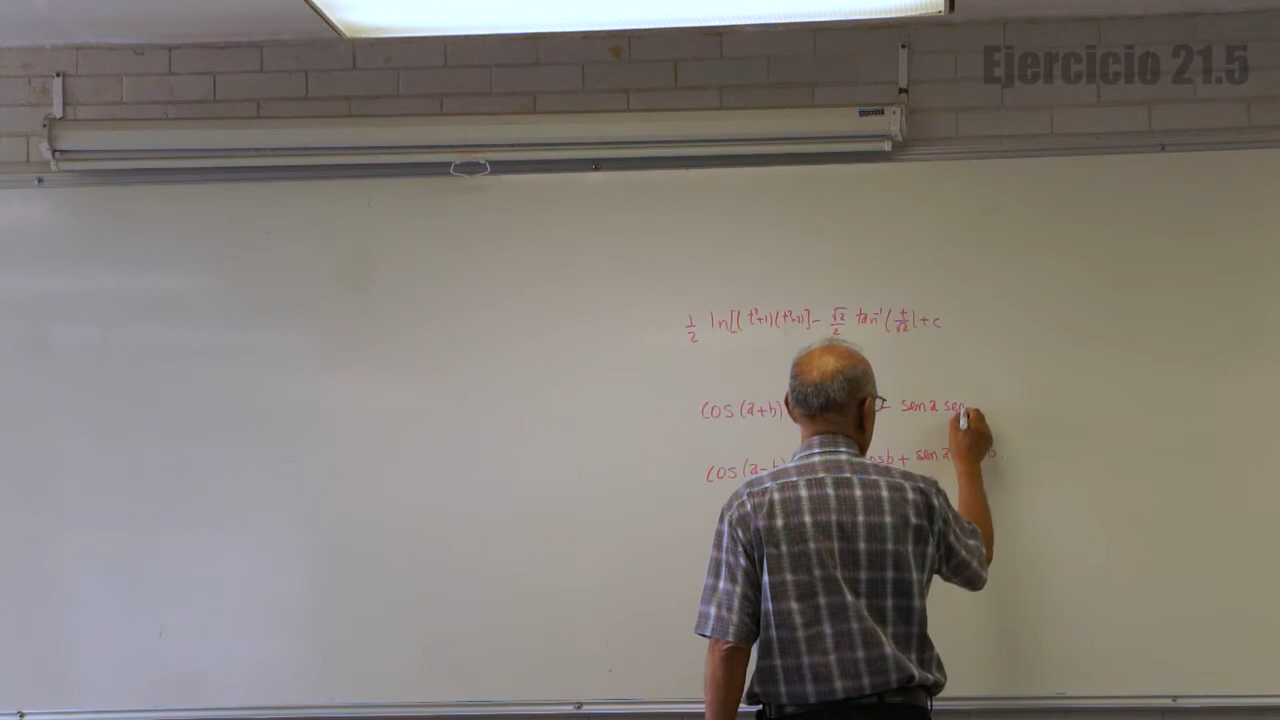 Ejercicio 21.5
1/2 ln[(t²+1)(t²+2)] - √2/2 tan⁻¹(t/√2)+c
cos(a+b) - sen a sen
cos(a-b) cosb + sen a